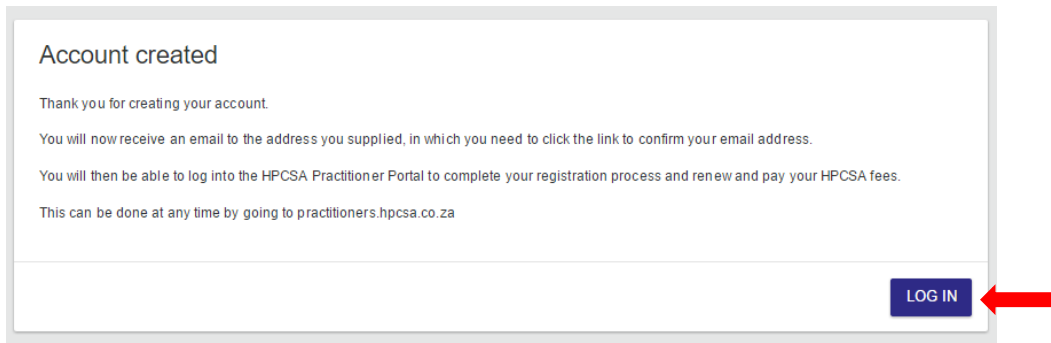 Account created
Thank you for creating your account.
You will now receive an email to the address you supplied, in which you need to click the link to confirm your email address.
You will then be able to log into the HPCSA Practitioner Portal to complete your registration process and renew and pay your HPCSA fees.
This can be done at any time by going to practitioners.hpcsa.co.za
LOG IN